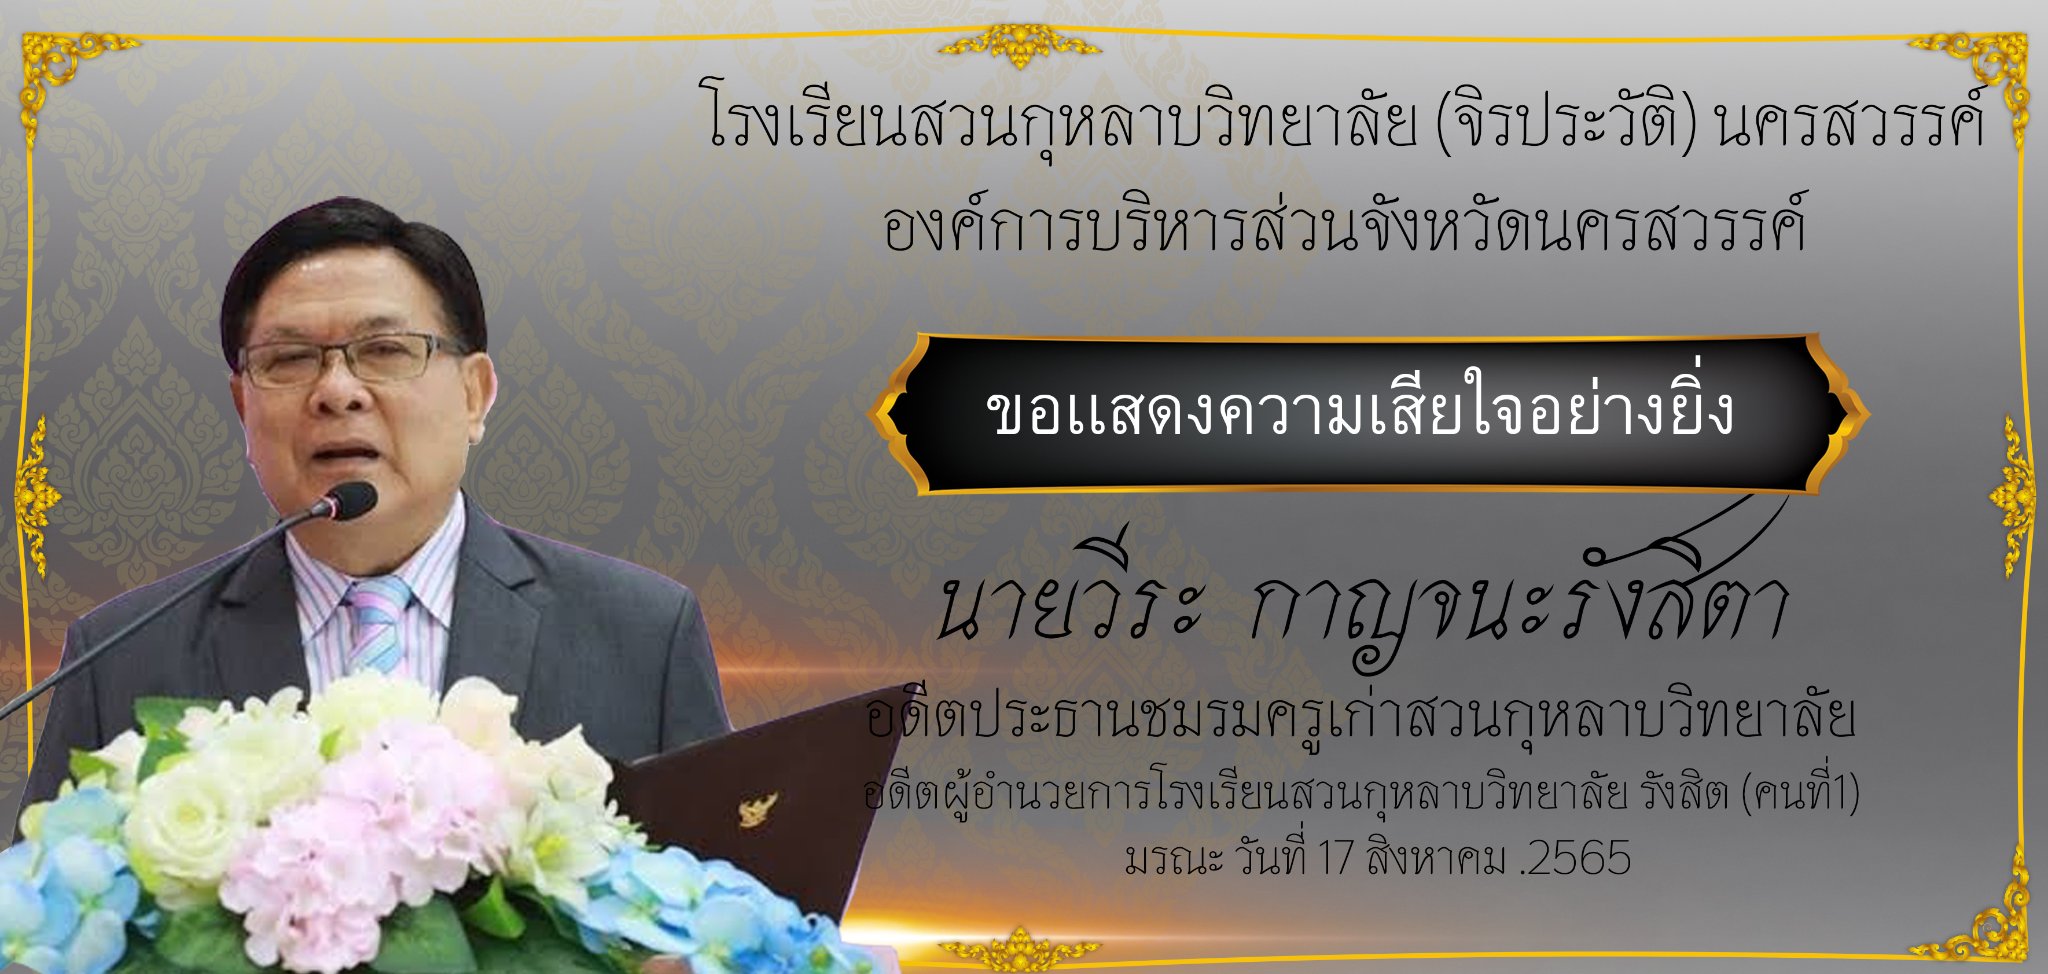 โรงเรียนสวนกุหลาบวิทยาลัย (จิรประวัติ) นครสวรรค์
องค์การบริหารส่วนจังหวัดนครสวรรค์
ขอแสดงความเสียใจอย่างยิ่ง
นายวีระ กาญจนะรังสิตา
อดีตประธานชมรมครูเก่าสวนกุหลาบวิทยาลัย
อดีตผู้อำนวยการโรงเรียนสวนกุหลาบวิทยาลัย รังสิต (คนที่1)
มรณะ วันที่ 17 สิงหาคม .2565